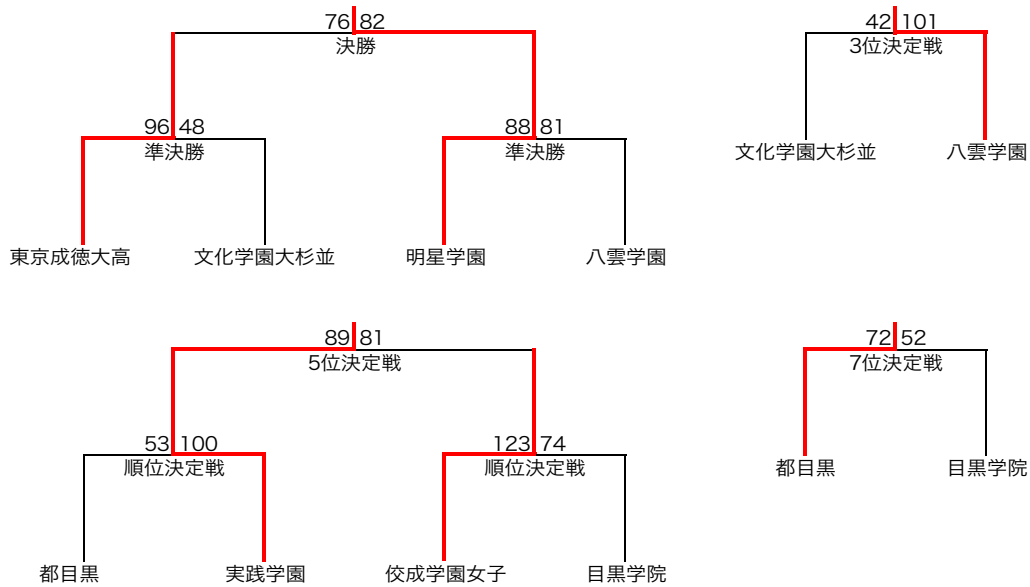 76 82
決勝
96 48
準決勝
88 81
準決勝
東京成徳大高
文化学園大杉並
明星学園
八雲学園
42 101
3位決定戦
文化学園大杉並
八雲学園
89 81
5位決定戦
53 100
順位決定戦
123 74
順位決定戦
都目黒
実践学園
佼成学園女子
目黒学院
72 52
7位決定戦
都目黒
目黒学院